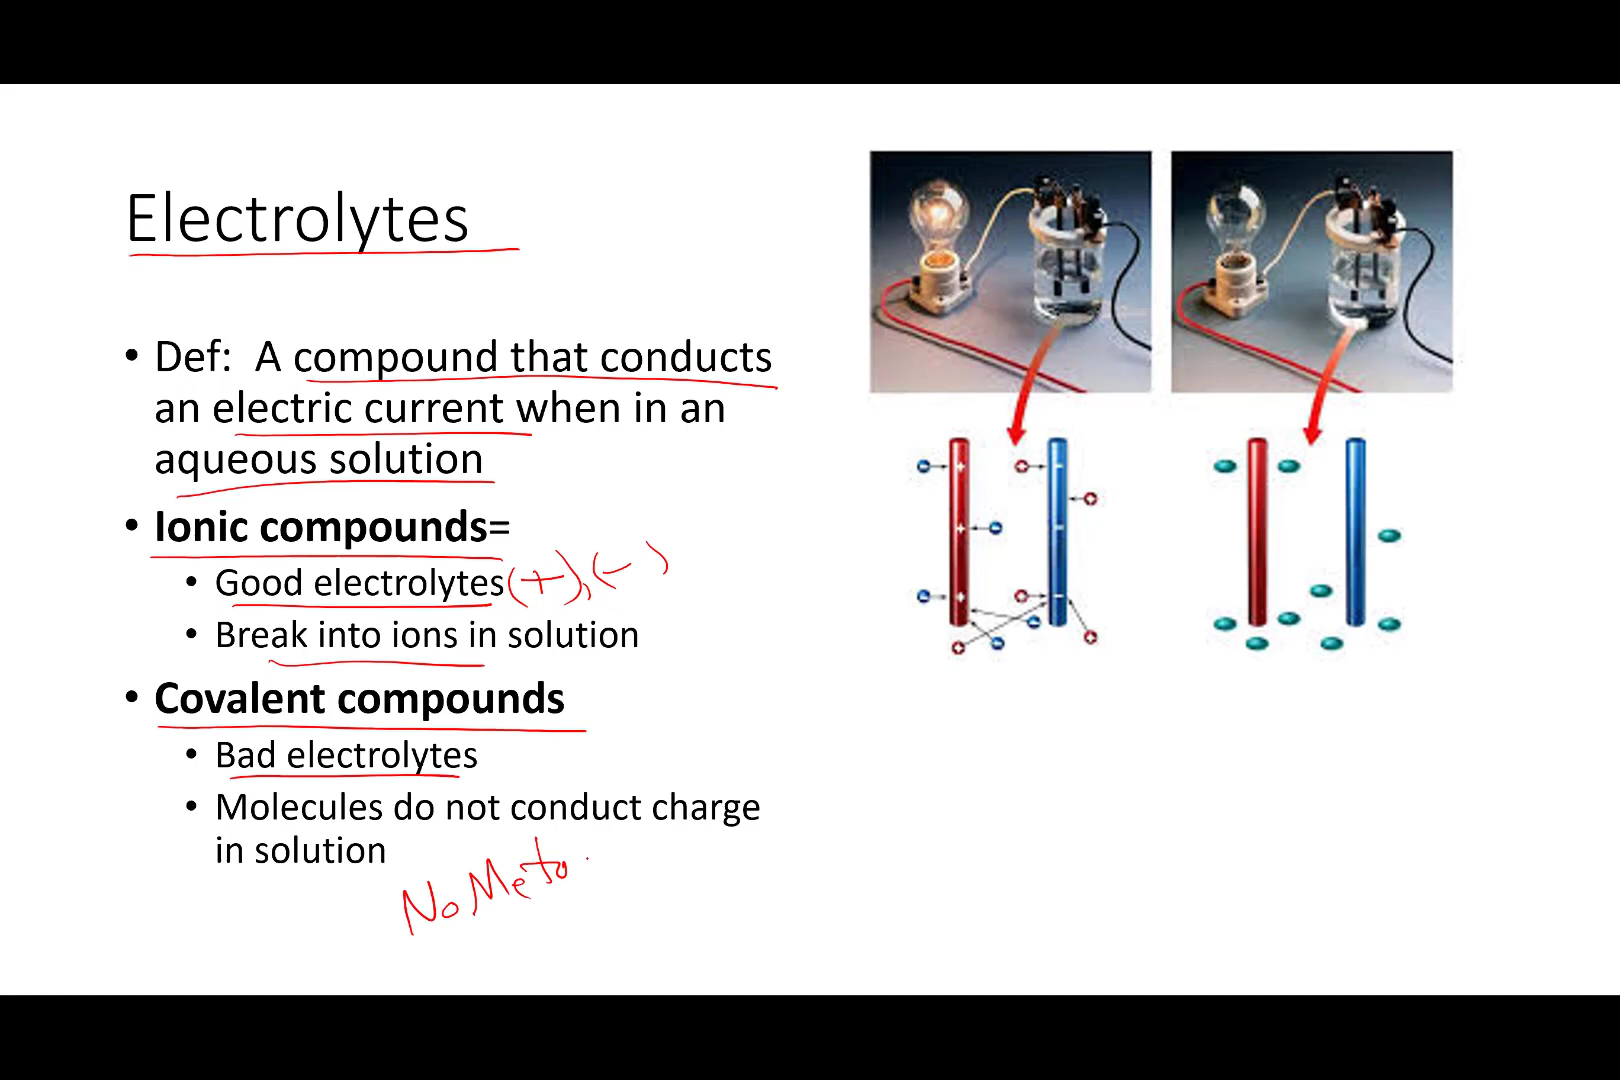 Electrolytes
• Def: A compound that conducts
an electric current when in an
aqueous solution
• Ionic compounds=
• Good electrolytes (+), (-)
• Break into ions in solution
• Covalent compounds
• Bad electrolytes
• Molecules do not conduct charge
in solution
No Meta